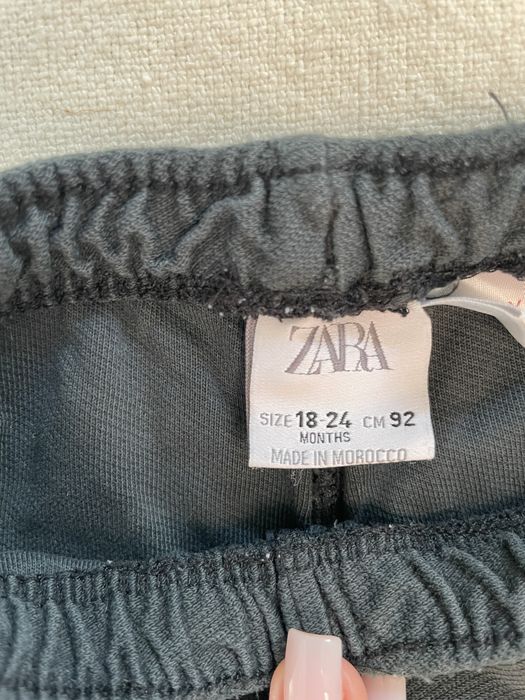 ZARA
SIZE 18-24 CM 92
MONTHS
MADE IN MOROCCO